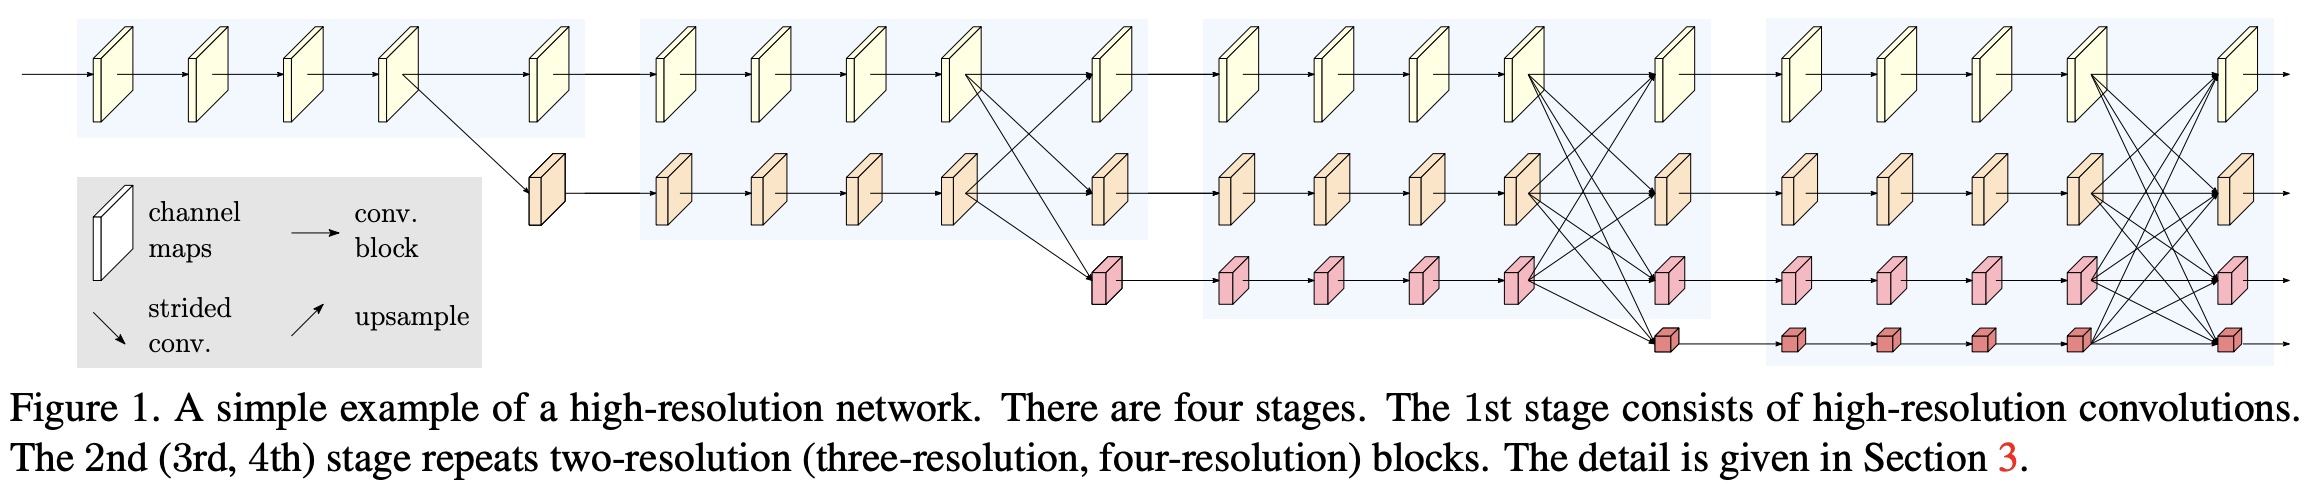 channel
maps
conv.
block
strided
conv.
upsample
Figure 1. A simple example of a high-resolution network. There are four stages. The 1st stage consists of high-resolution convolutions.
The 2nd (3rd, 4th) stage repeats two-resolution (three-resolution, four-resolution) blocks. The detail is given in Section 3.